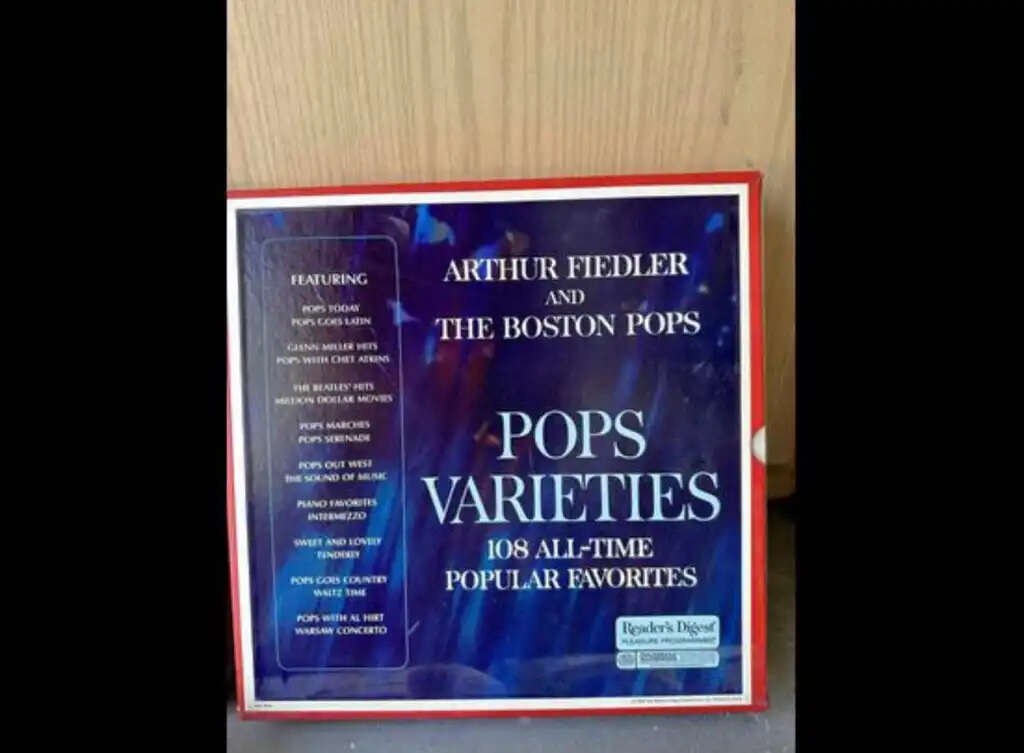 FEATURING
POPS TODAY
POPS GOES LATIN
GLENN MILLER HITS
POPS WITH CHET ATKINS
THE BEATLES' HITS
MILLION DOLLAR MOVIES
POPS MARCHES
POPS SERENADE
POPS OUT WEST
THE SOUND OF MUSIC
PIANO FAVORITES
INTERMEZZO
SWEET AND LOVELY
TENDERLY
POPS GOES COUNTRY
WALTZ TIME
POPS WITH AL HIRT
WARSAW CONCERTO
ARTHUR FIEDLER
AND
THE BOSTON POPS
POPS
VARIETIES
108 ALL-TIME
POPULAR FAVORITES
Reader's Digest
PLEASURE PROGRAMMED